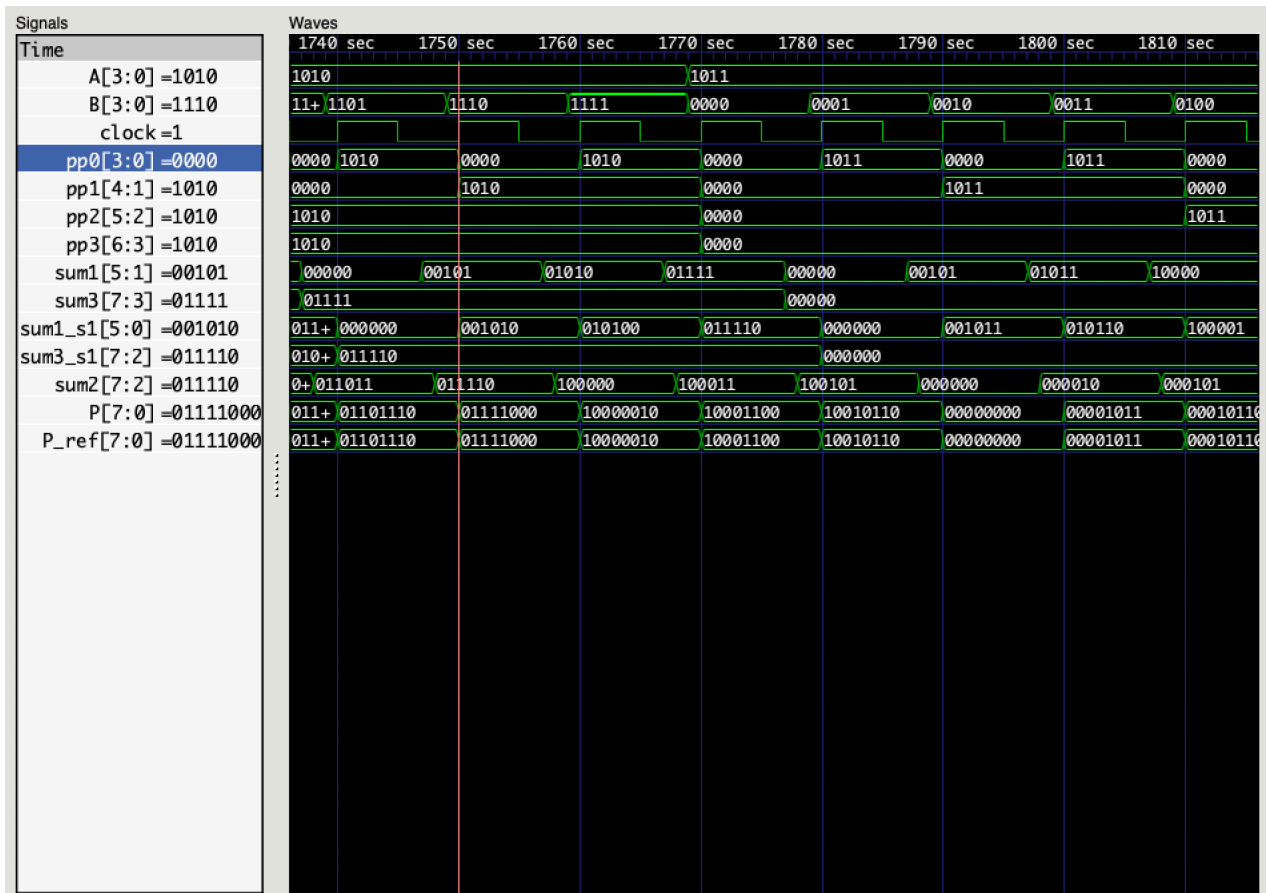 Signals Waves
Time 1740 sec 1750 sec 1760 sec 1770 sec 1780 sec 1790 sec 1800 sec 1810 sec
A[3:0] =1010 1010 1011
B[3:0] =1110 11+ 1101 1110 1111 0000 0001 0010 0011 0100
clock =1
pp0[3:0] =0000 0000 1010 0000 1010 0000 1011 0000 1011 0000
pp1[4:1] =1010 0000 1010 0000 1011 0000
pp2[5:2] =1010 1010 0000 1011
pp3[6:3] =1010 1010 0000
sum1[5:1] =00101 00000 00101 01010 01111 00000 00101 01011 10000
sum3[7:3] =01111 01111 00000
sum1_s1[5:0] =001010 011+ 000000 001010 010100 011110 000000 001011 010110 100001
sum3_s1[7:2] =011110 010+ 011110 000000
sum2[7:2] =011110 0+ 011011 011110 100000 100011 100101 000000 000010 000101
P[7:0] =01111000 011+ 01101110 01111000 10000010 10001100 10010110 00000000 00001011 00010110
P_ref[7:0] =01111000 011+ 01101110 01111000 10000010 10001100 10010110 00000000 00001011 00010110